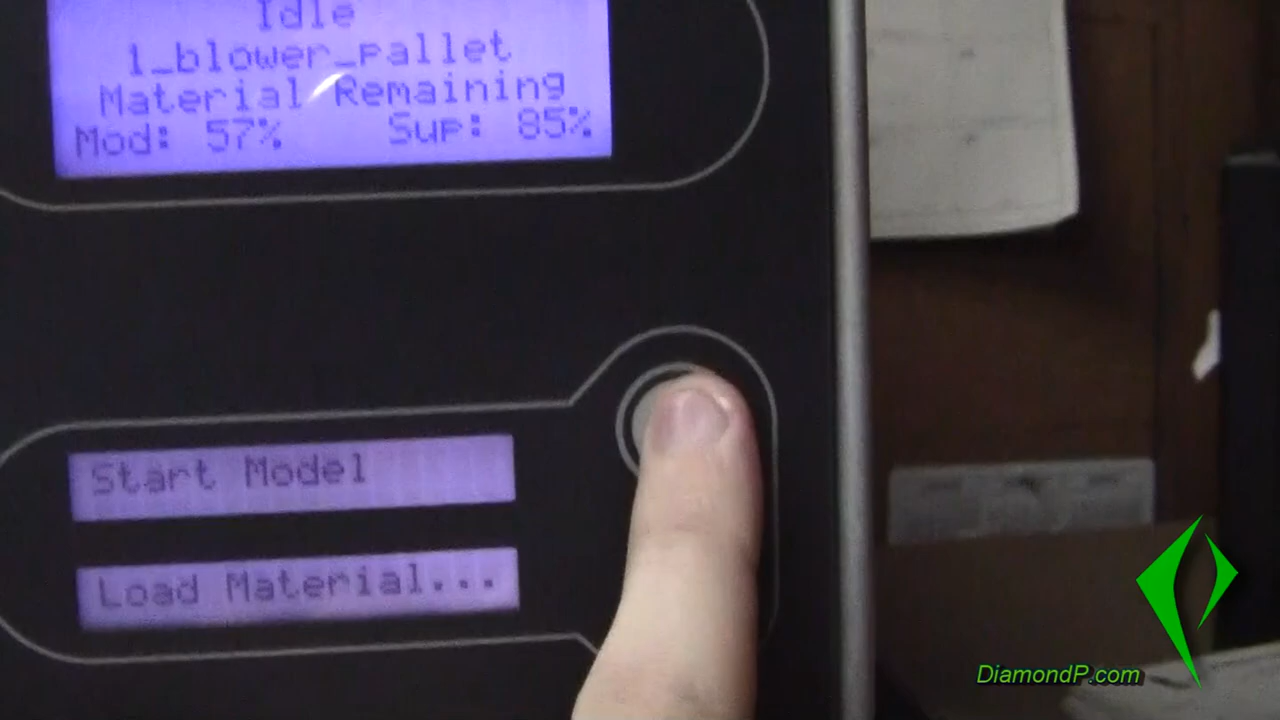 Idle
1_blower_pallet
Material Remaining
Mod: 57% Sup: 85%
Start Model
Load Material...
DiamondP.com